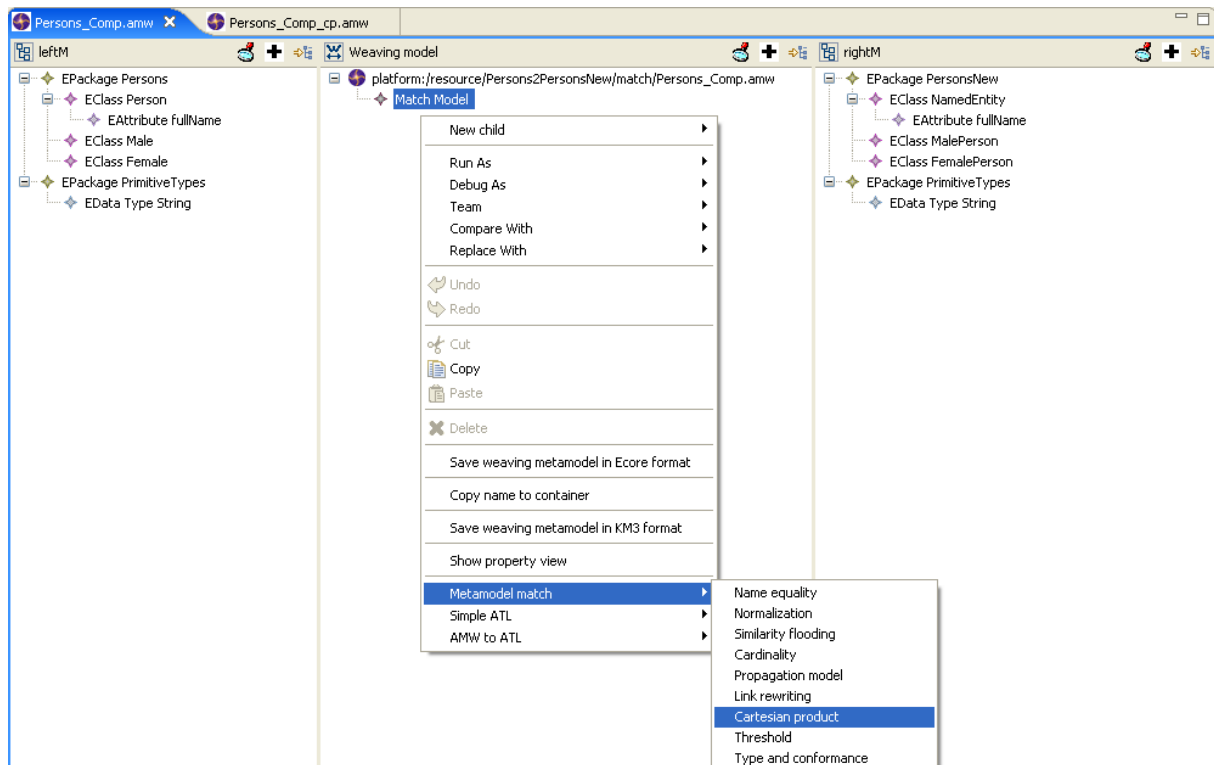 Persons_Comp.amw
Persons_Comp_cp.amw
leftM
Weaving model
rightM
EPackage Persons
EClass Person
EAttribute fullName
EClass Male
EClass Female
EPackage PrimitiveTypes
EData Type String
platform:/resource/Persons2PersonsNew/match/Persons_Comp.amw
Match Model
EPackage PersonsNew
EClass NamedEntity
EAttribute fullName
EClass MalePerson
EClass FemalePerson
EPackage PrimitiveTypes
EData Type String
New child
Run As
Debug As
Team
Compare With
Replace With
Undo
Redo
Cut
Copy
Paste
Delete
Save weaving metamodel in Ecore format
Copy name to container
Save weaving metamodel in KM3 format
Show property view
Metamodel match
Simple ATL
AMW to ATL
Name equality
Normalization
Similarity flooding
Cardinality
Propagation model
Link rewriting
Cartesian product
Threshold
Type and conformance